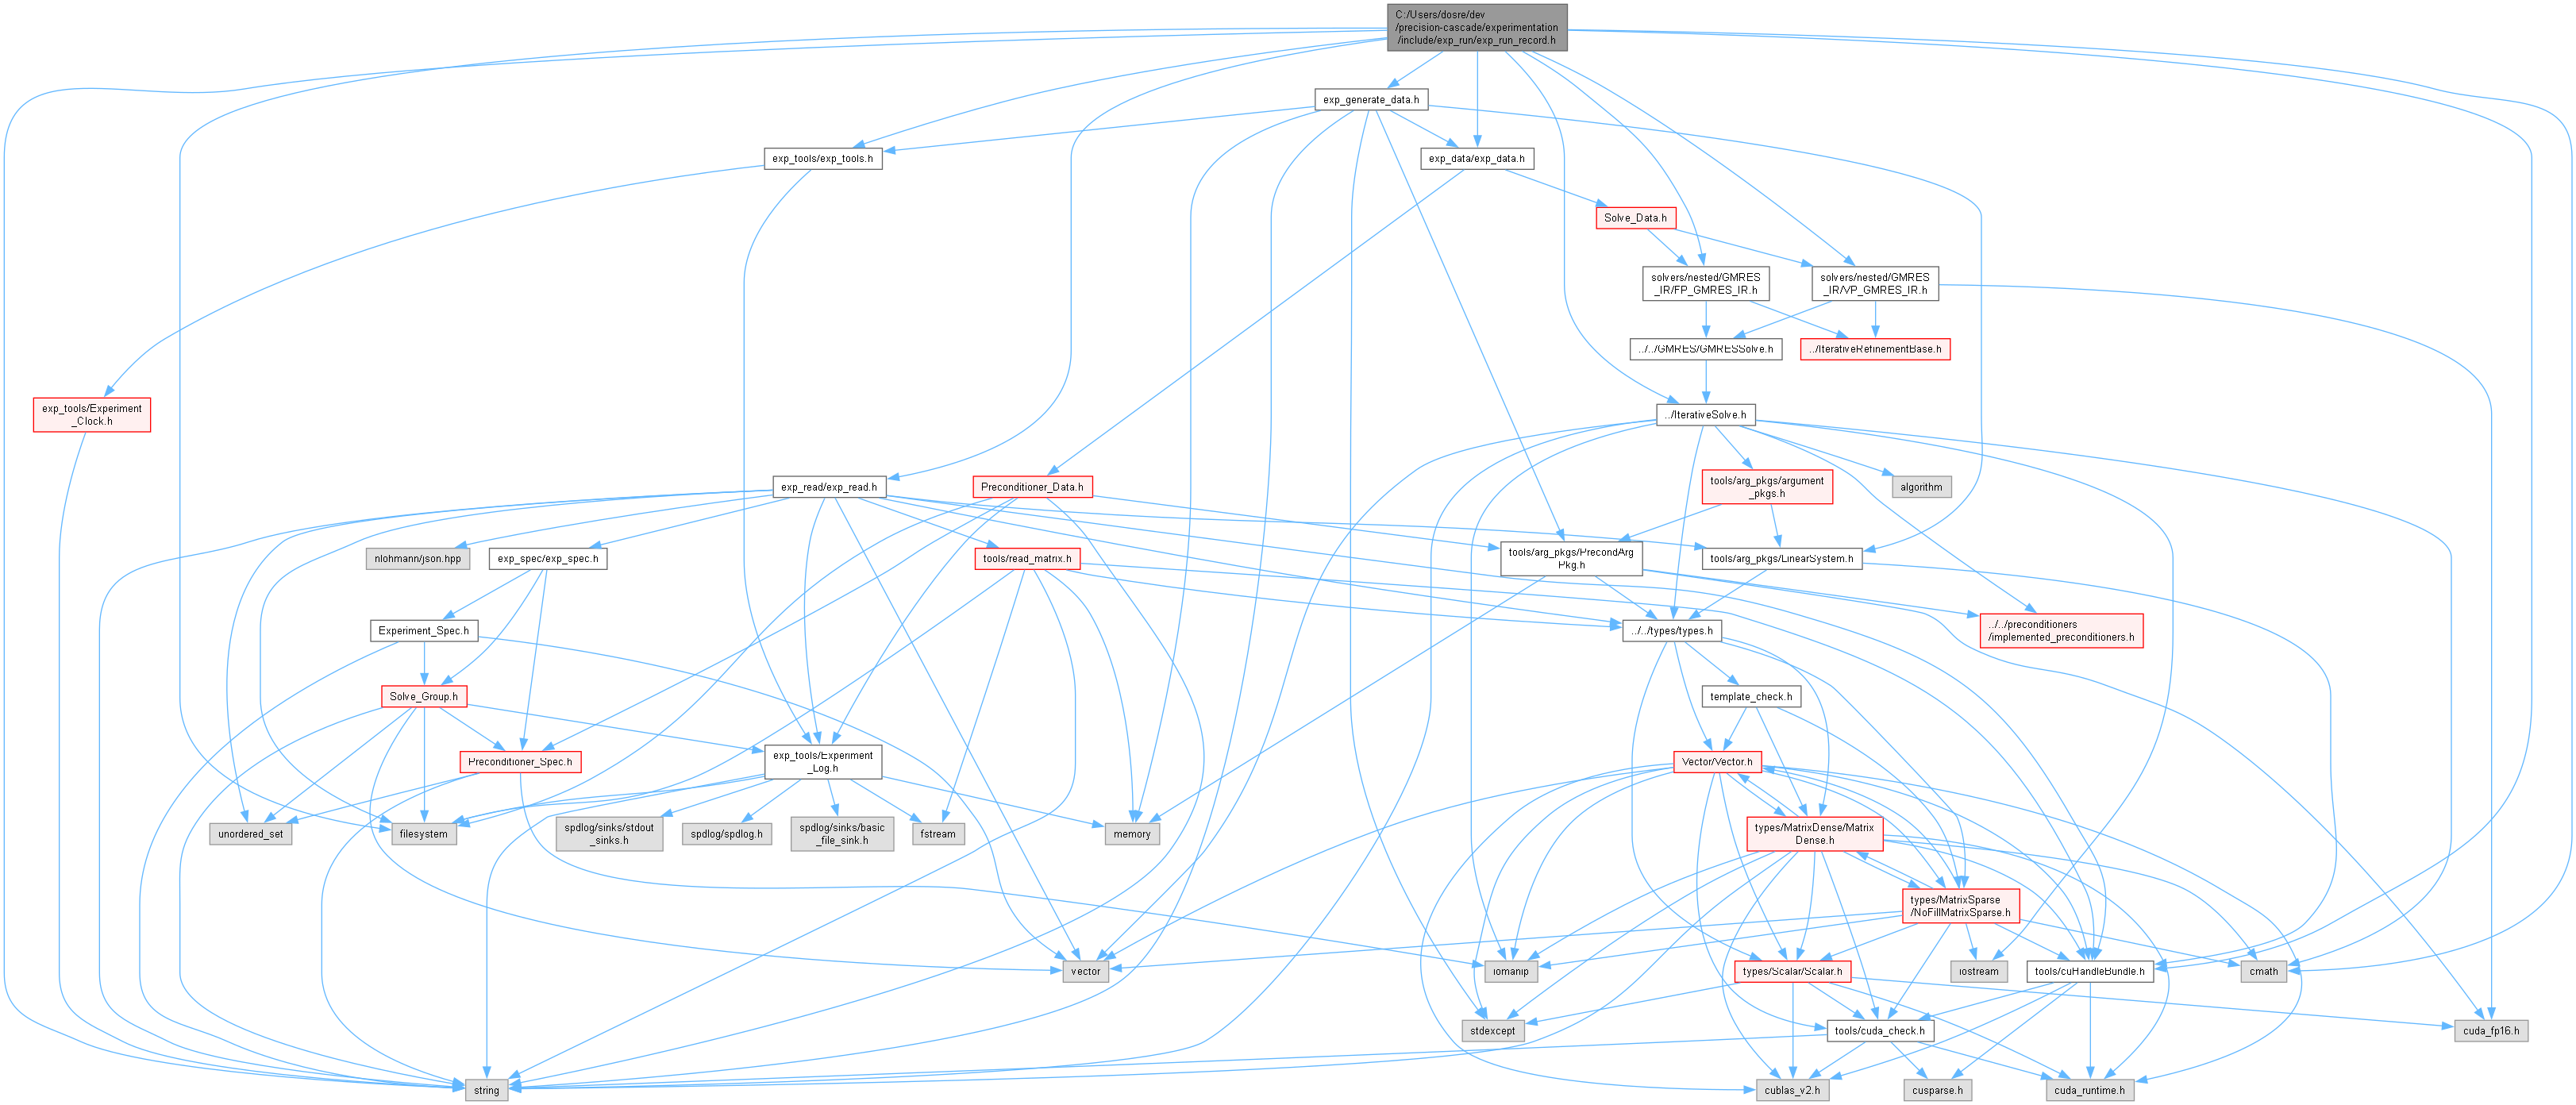 C:/Users/dosre/dev
/precision-cascade/experimentation
/include/exp_run/exp_run_record.h
exp_generate_data.h
exp_tools/exp_tools.h
exp_data/exp_data.h
Solve_Data.h
solvers/nested/GMRES
_IR/FP_GMRES_IR.h
solvers/nested/GMRES
_IR/VP_GMRES_IR.h
../../GMRES/GMRESSolve.h
../IterativeRefinementBase.h
exp_tools/Experiment
_Clock.h
../IterativeSolve.h
exp_read/exp_read.h
Preconditioner_Data.h
tools/arg_pkgs/argument
_pkgs.h
algorithm
nlohmann/json.hpp
exp_spec/exp_spec.h
tools/read_matrix.h
tools/arg_pkgs/PrecondArg
Pkg.h
tools/arg_pkgs/LinearSystem.h
Experiment_Spec.h
../../types/types.h
../../preconditioners
/implemented_preconditioners.h
Solve_Group.h
template_check.h
Preconditioner_Spec.h
exp_tools/Experiment
_Log.h
Vector/Vector.h
unordered_set
filesystem
spdlog/sinks/stdout
_sinks.h
spdlog/spdlog.h
spdlog/sinks/basic
_file_sink.h
fstream
memory
types/MatrixDense/Matrix
Dense.h
types/MatrixSparse
/NoFillMatrixSparse.h
vector
iomanip
types/Scalar/Scalar.h
iostream
tools/cuHandleBundle.h
cmath
stdexcept
tools/cuda_check.h
cuda_fp16.h
string
cublas_v2.h
cusparse.h
cuda_runtime.h